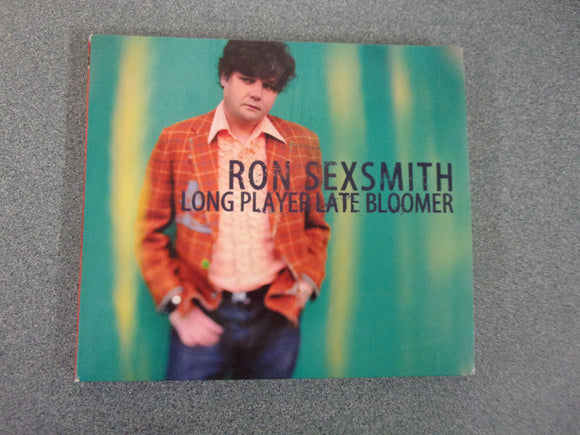 RON SEXSMITH
LONG PLAYER LATE BLOOMER